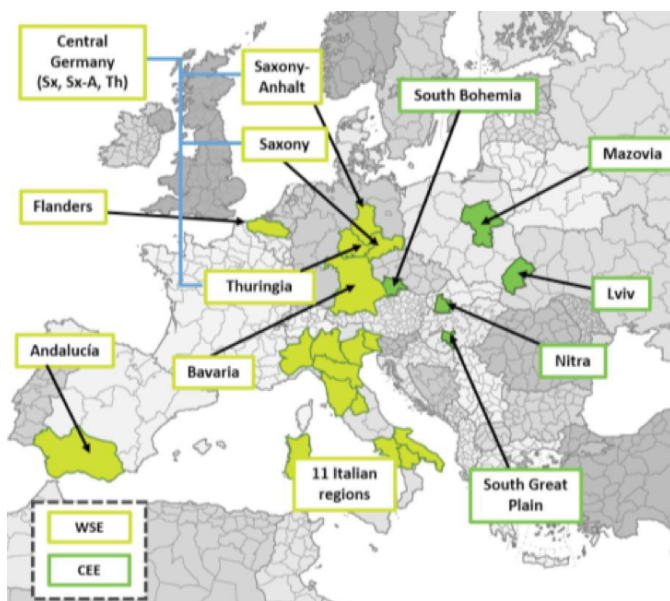 Central
Germany
(Sx, Sx-A, Th)
Saxony-
Anhalt
South Bohemia
Saxony
Mazovia
Flanders
Thuringia
Lviv
Andalucía
Bavaria
Nitra
11 Italian
regions
South Great
Plain
WSE
CEE